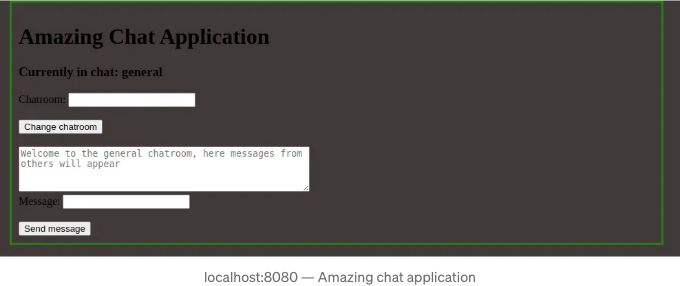 Amazing Chat Application
Currently in chat: general
Chatroom:
Change chatroom
Welcome to the general chatroom, here messages from
others will appear
Message:
Send message
localhost:8080 — Amazing chat application